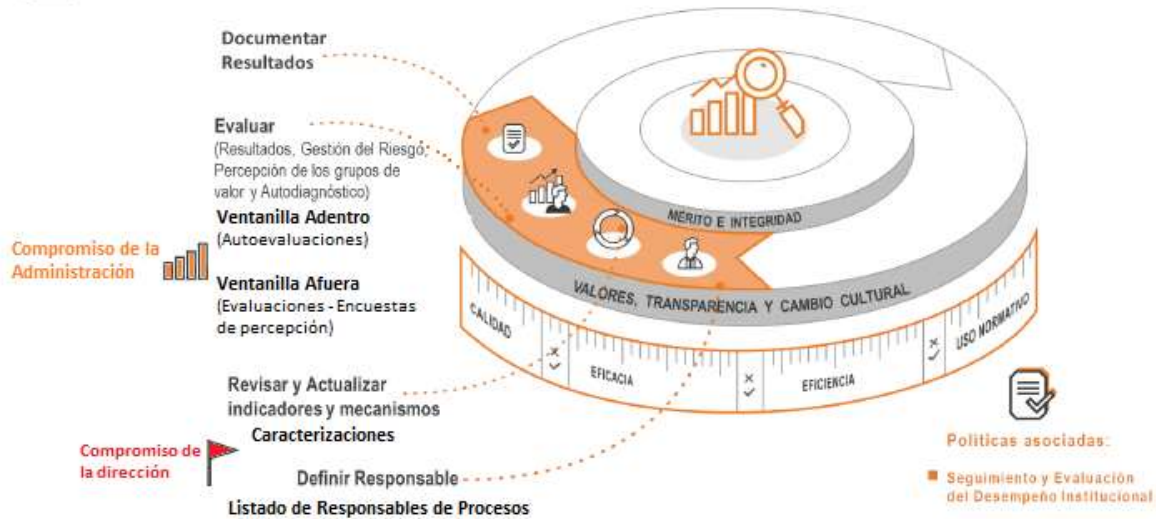 Documentar
Resultados
Evaluar
(Resultados, Gestión del Riesgo,
Percepción de los grupos de
valor y Autodiagnóstico)
Ventanilla Adentro
(Autoevaluaciones)
Compromiso de la
Administración
Ventanilla Afuera
(Evaluaciones - Encuestas
de percepción)
Revisar y Actualizar
indicadores y mecanismos
Caracterizaciones
Compromiso de
la dirección
Definir Responsable
Listado de Responsables de Procesos
MÉRITO E INTEGRIDAD
VALORES, TRANSPARENCIA Y CAMBIO CULTURAL
CALIDAD
EFICACIA
EFICIENCIA
USO NORMATIVO
Políticas asociadas:
Seguimiento y Evaluación
del Desempeño Institucional